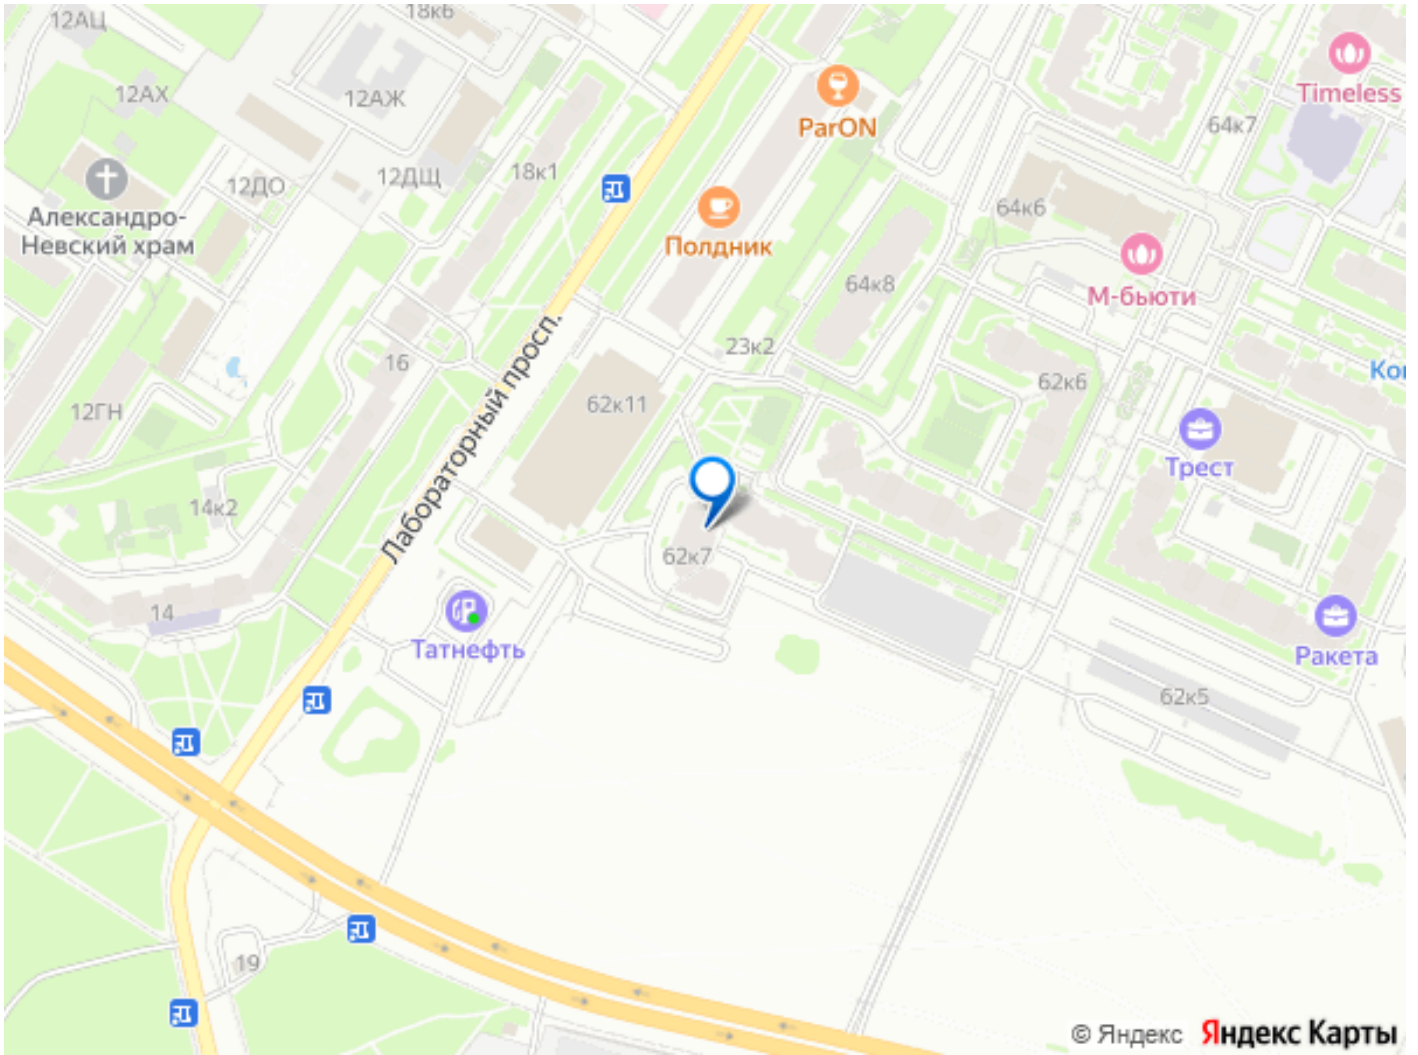 12АЦ
18к6
12АХ
12АЖ
ParON
Timeless
64к7
18к1
12ДО
12ДЩ
Александро-
Невский храм
64к6
Полдник
М-бьюти
64к8
Лабораторный просп.
23к2
16
62к6
62к11
12ГН
Трест
14к2
62к7
14
Татнефть
Ракета
62к5
19
© Яндекс
Яндекс Карты